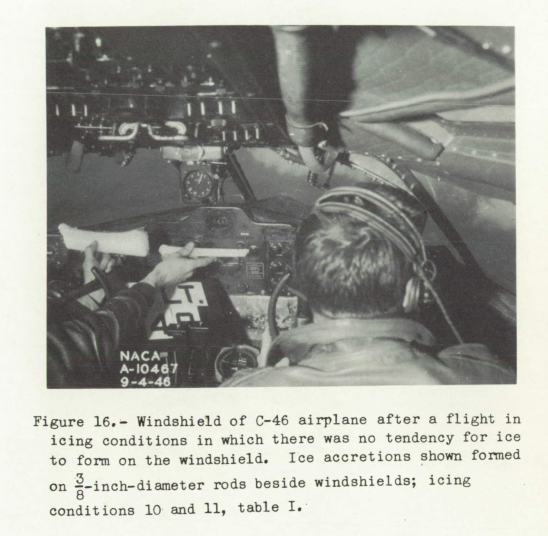 LT.
NACA
A-10467
9-4-46
Figure 16.- Windshield of C-46 airplane after a flight in
icing conditions in which there was no tendency for ice
to form on the windshield. Ice accretions shown formed
on 3/8-inch-diameter rods beside windshields; icing
conditions 10 and 11, table I.